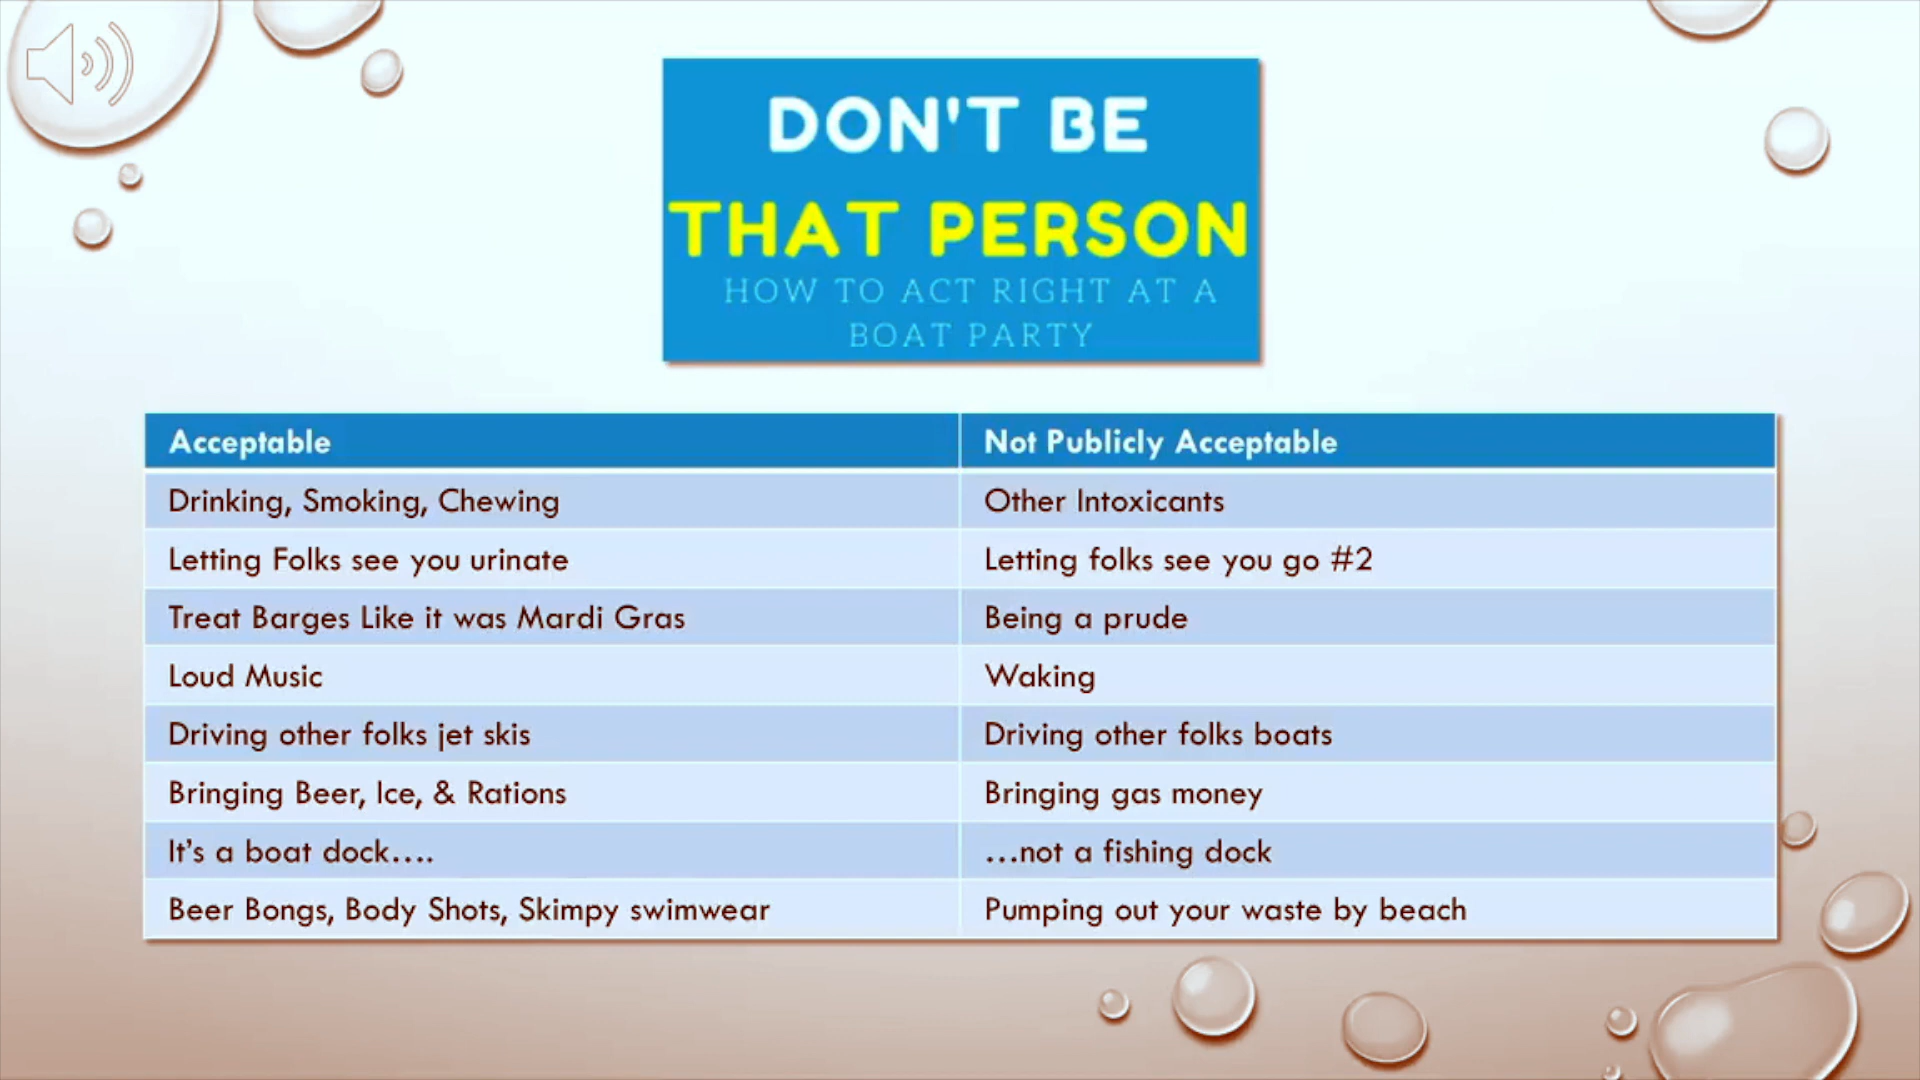 DON'T BE
THAT PERSON
HOW TO ACT RIGHT AT A
BOAT PARTY
Acceptable
Not Publicly Acceptable
Drinking, Smoking, Chewing
Other Intoxicants
Letting Folks see you urinate
Letting folks see you go #2
Treat Barges Like it was Mardi Gras
Being a prude
Loud Music
Waking
Driving other folks jet skis
Driving other folks boats
Bringing Beer, Ice, & Rations
Bringing gas money
It's a boat dock....
...not a fishing dock
Beer Bongs, Body Shots, Skimpy swimwear
Pumping out your waste by beach